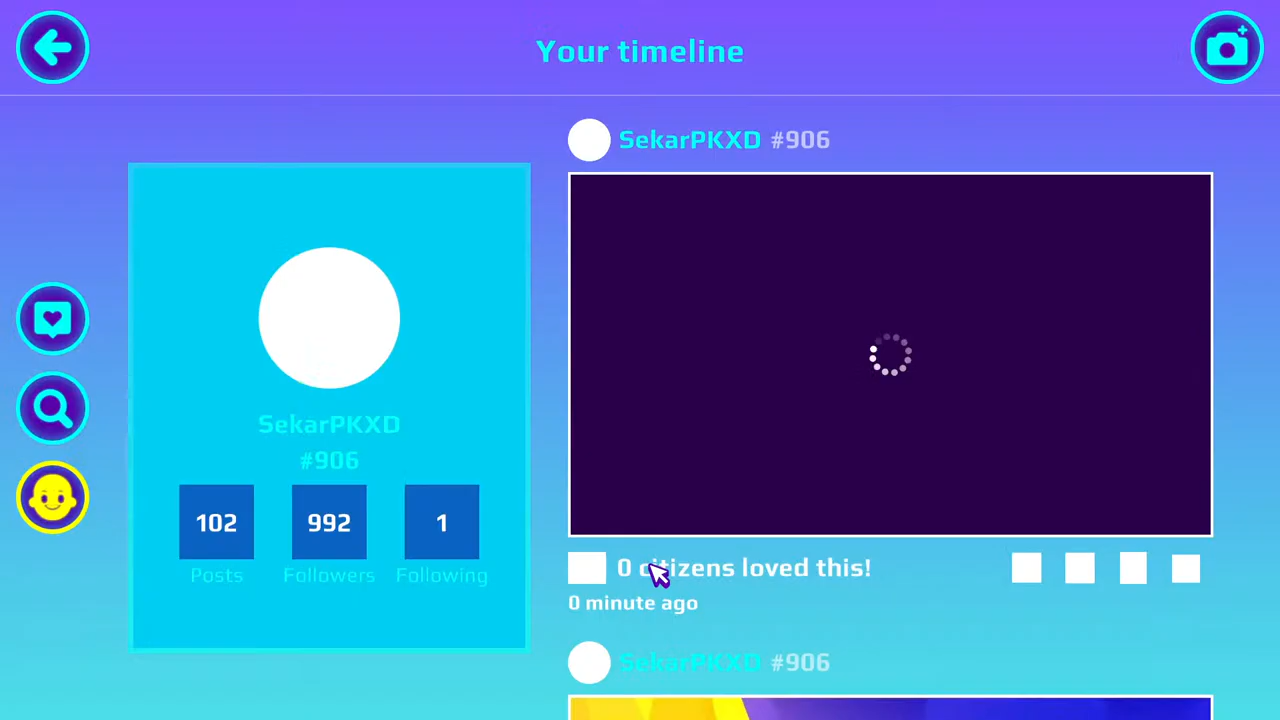 Your timeline
SekarPKXD #906
SekarPKXD
#906
102 992 1
Posts Followers Following
0 citizens loved this!
0 minute ago
SekarPKXD #906